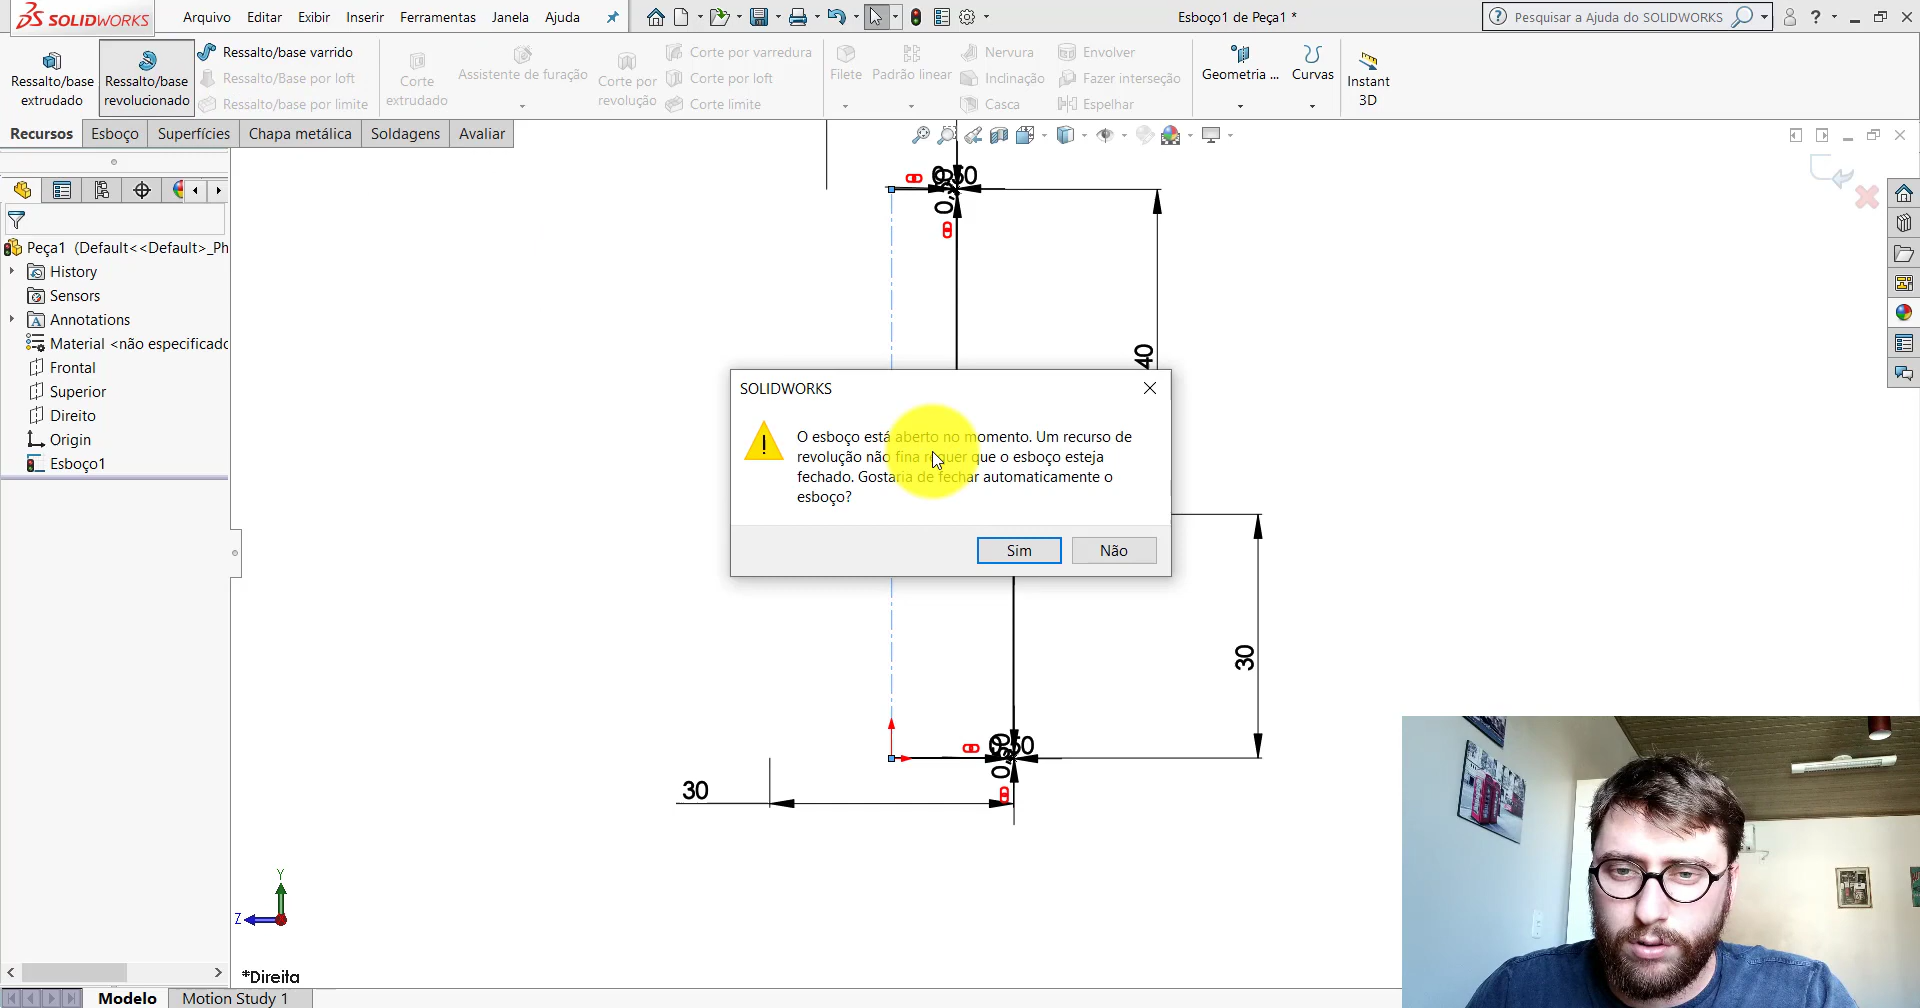 SOLIDWORKS
Arquivo Editar Exibir Inserir Ferramentas Janela Ajuda
Esboço1 de Peça1 *
Pesquisar a Ajuda do SOLIDWORKS
Ressalto/base extrudado
Ressalto/base revolucionado
Ressalto/base varrido
Ressalto/Base por loft
Ressalto/base por limite
Corte extrudado
Assistente de furação
Corte por revolução
Corte por varredura
Corte por loft
Corte limite
Filete
Padrão linear
Nervura
Inclinação
Casca
Envolver
Fazer interseção
Espelhar
Geometria ...
Curvas
Instant 3D
Recursos Esboço Superfícies Chapa metálica Soldagens Avaliar
Peça1 (Default<<Default>_Ph
History
Sensors
Annotations
Material <não especificado
Frontal
Superior
Direito
Origin
Esboço1
40
SOLIDWORKS
O esboço está aberto no momento. Um recurso de
revolução não fina requer que o esboço esteja
fechado. Gostaria de fechar automaticamente o
esboço?
Sim Não
30
30
Y
Z
*Direita
Modelo Motion Study 1